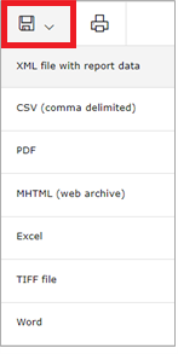 XML file with report data
CSV (comma delimited)
PDF
MHTML (web archive)
Excel
TIFF file
Word